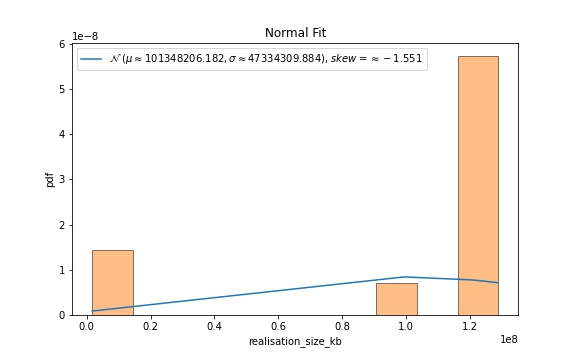 Normal Fit
1e−8
𝒩(μ ≈ 101348206.182, σ ≈ 47334309.884), skew = ≈ −1.551
6
5
4
3
2
1
0
pdf
0.0 0.2 0.4 0.6 0.8 1.0 1.2
1e8
realisation_size_kb